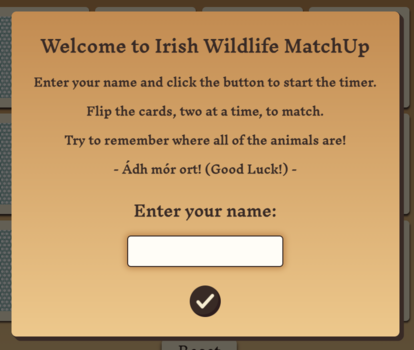 Welcome to Irish Wildlife MatchUp
Enter your name and click the button to start the timer.
Flip the cards, two at a time, to match.
Try to remember where all of the animals are!
- Ádh mór ort! (Good Luck!) -
Enter your name:
Reset